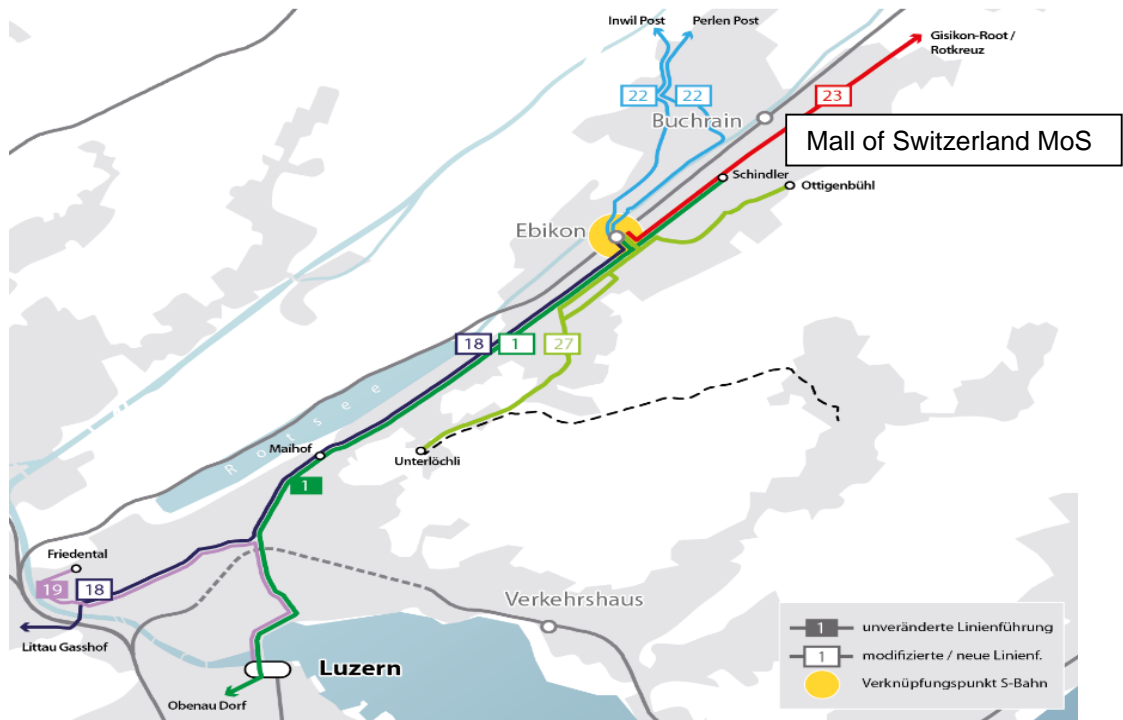 Inwil Post
Perlen Post
Gisikon-Root /
Rotkreuz
22
22
23
Buchrain
Mall of Switzerland MoS
Schindler
Ottigenbühl
Ebikon
18
1
27
Rotsee
Maihof
Unterlöchli
1
Friedental
19
18
Verkehrshaus
Littau Gasshof
Luzern
Obenau Dorf
1 unveränderte Linienführung
1 modifizierte / neue Linienf.
Verknüpfungspunkt S-Bahn